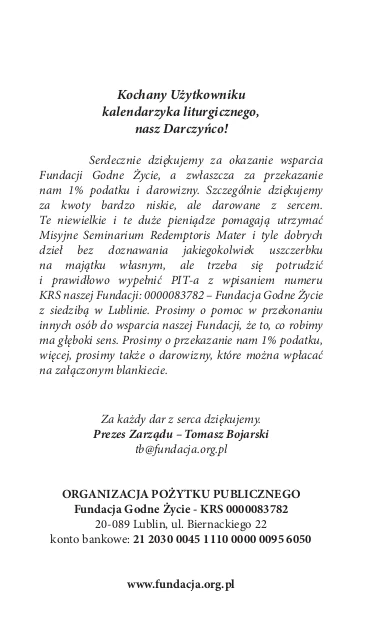 Kochany Użytkowniku
kalendarzyka liturgicznego,
nasz Darczyńco!
Serdecznie dziękujemy za okazanie wsparcia
Fundacji Godne Życie, a zwłaszcza za przekazanie
nam 1% podatku i darowizny. Szczególnie dziękujemy
za kwoty bardzo niskie, ale darowane z sercem.
Te niewielkie i te duże pieniądze pomagają utrzymać
Misyjne Seminarium Redemptoris Mater i tyle dobrych
dzieł bez doznawania jakiegokolwiek uszczerbku
na majątku własnym, ale trzeba się potrudzić
i prawidłowo wypełnić PIT-a z wpisaniem numeru
KRS naszej Fundacji: 0000083782 – Fundacja Godne Życie
z siedzibą w Lublinie. Prosimy o pomoc w przekonaniu
innych osób do wsparcia naszej Fundacji, że to, co robimy
ma głęboki sens. Prosimy o przekazanie nam 1% podatku,
więcej, prosimy także o darowizny, które można wpłacać
na załączonym blankiecie.
Za każdy dar z serca dziękujemy.
Prezes Zarządu – Tomasz Bojarski
tb@fundacja.org.pl
ORGANIZACJA POŻYTKU PUBLICZNEGO
Fundacja Godne Życie - KRS 0000083782
20-089 Lublin, ul. Biernackiego 22
konto bankowe: 21 2030 0045 1110 0000 0095 6050
www.fundacja.org.pl